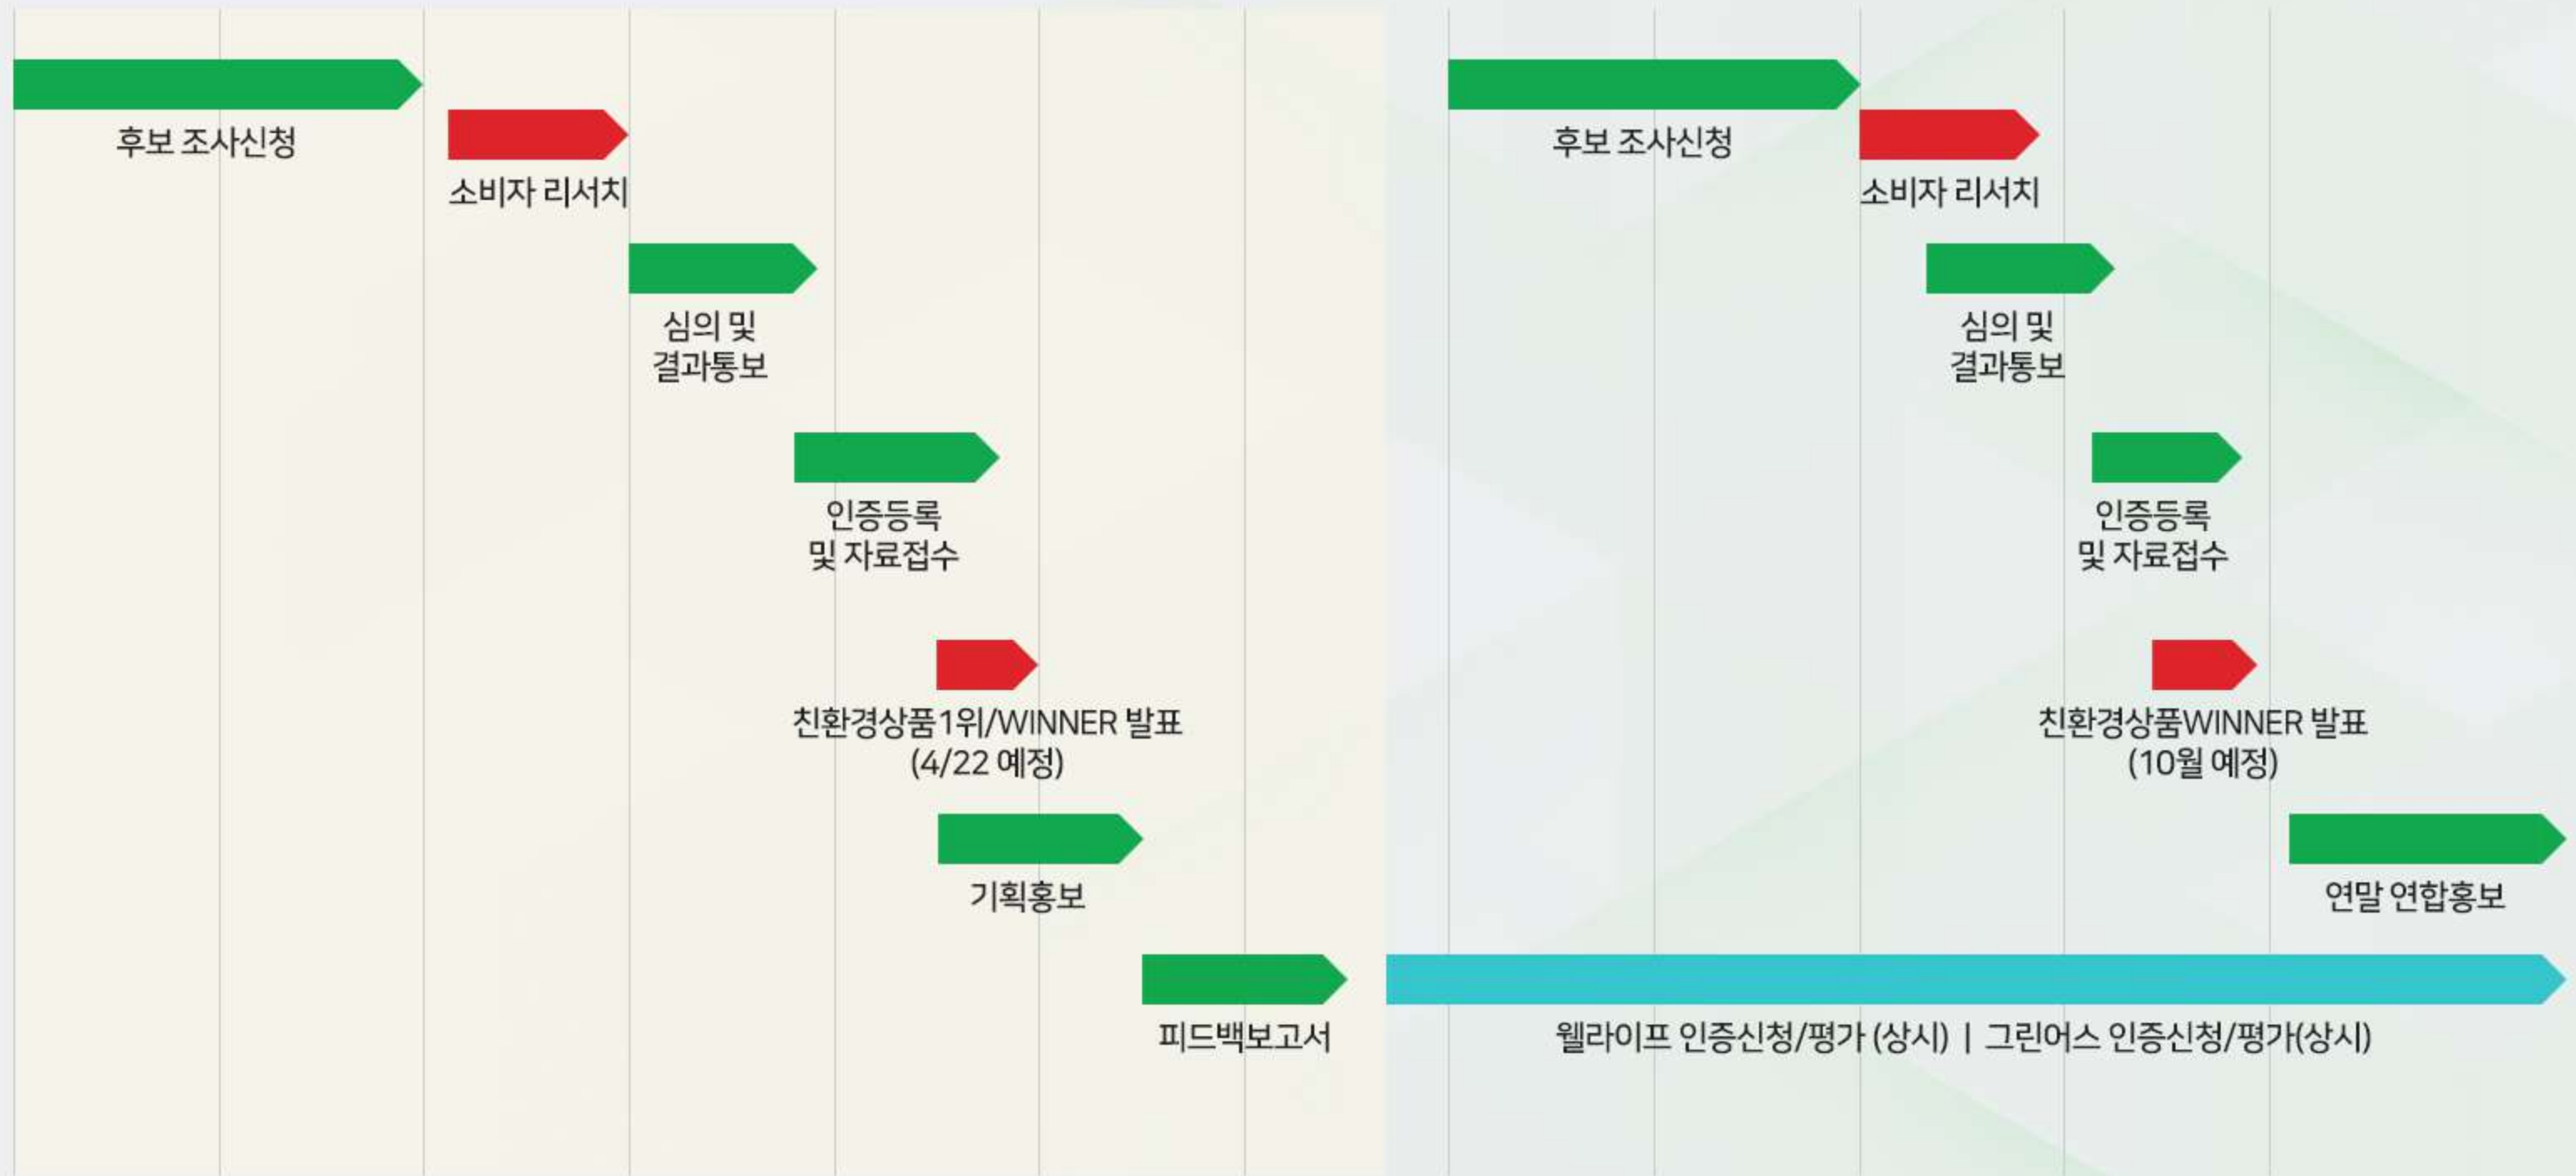 후보 조사신청
소비자 리서치
심의 및
결과통보
인증등록
및 자료접수
친환경상품1위/WINNER 발표
(4/22 예정)
기획홍보
피드백보고서
후보 조사신청
소비자 리서치
심의 및
결과통보
인증등록
및 자료접수
친환경상품WINNER 발표
(10월 예정)
연말 연합홍보
웰라이프 인증신청/평가 (상시) | 그린어스 인증신청/평가(상시)